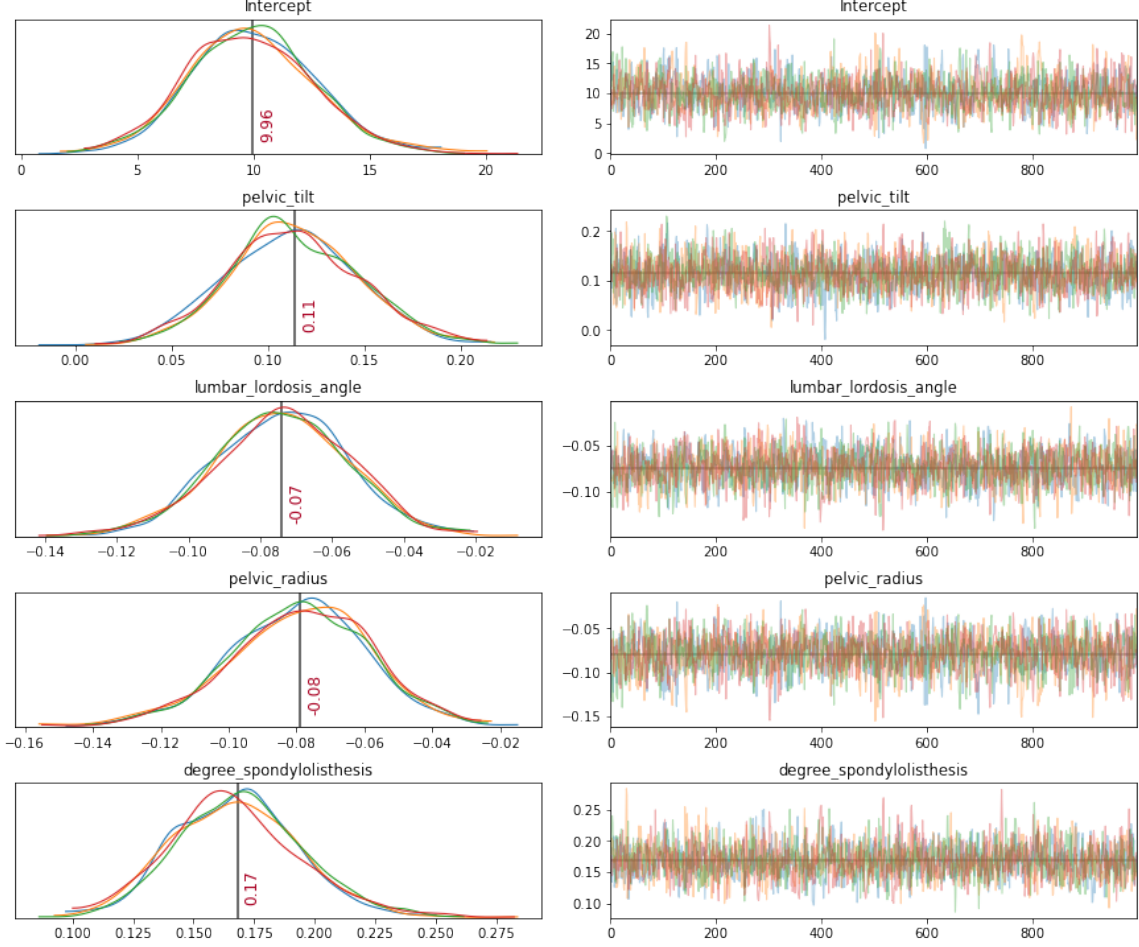 Intercept
Intercept
9.96
0 5 10 15 20
20
15
10
5
0
0 200 400 600 800
pelvic_tilt
pelvic_tilt
0.11
0.00 0.05 0.10 0.15 0.20
0.2
0.1
0.0
0 200 400 600 800
lumbar_lordosis_angle
lumbar_lordosis_angle
-0.07
−0.14 −0.12 −0.10 −0.08 −0.06 −0.04 −0.02
−0.05
−0.10
0 200 400 600 800
pelvic_radius
pelvic_radius
-0.08
−0.16 −0.14 −0.12 −0.10 −0.08 −0.06 −0.04 −0.02
−0.05
−0.10
−0.15
0 200 400 600 800
degree_spondylolisthesis
degree_spondylolisthesis
0.17
0.100 0.125 0.150 0.175 0.200 0.225 0.250 0.275
0.25
0.20
0.15
0.10
0 200 400 600 800